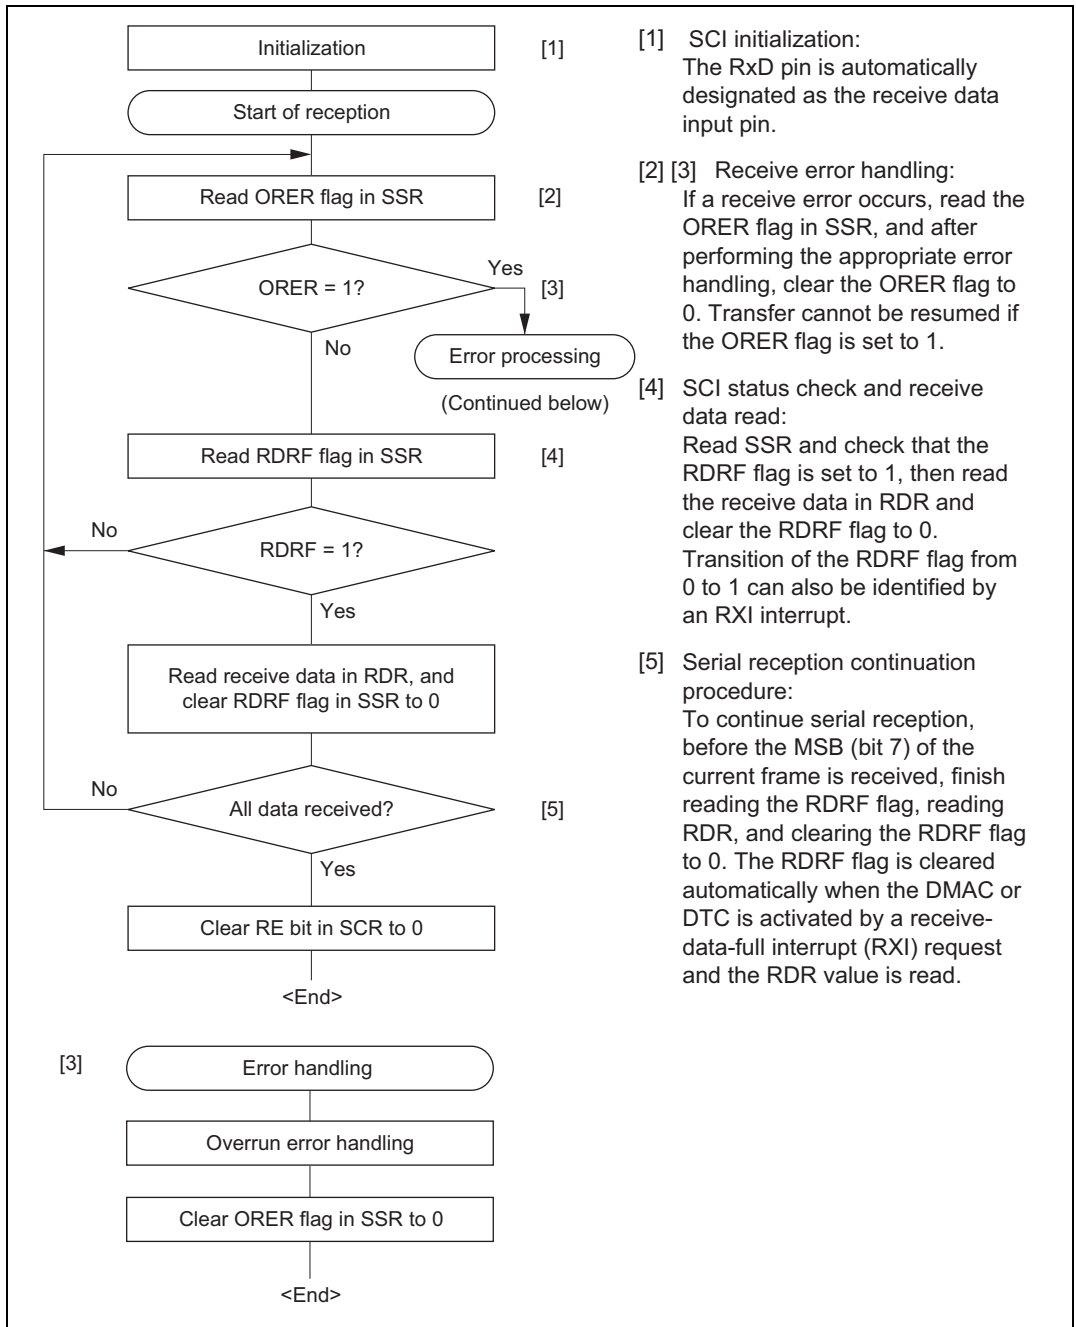 Initialization [1]
Start of reception
Read ORER flag in SSR [2]
ORER = 1?
Yes
[3]
No
Error processing
(Continued below)
Read RDRF flag in SSR [4]
No
RDRF = 1?
Yes
Read receive data in RDR, and
clear RDRF flag in SSR to 0
No
All data received? [5]
Yes
Clear RE bit in SCR to 0
<End>
[3] Error handling
Overrun error handling
Clear ORER flag in SSR to 0
<End>
[1] SCI initialization:
The RxD pin is automatically
designated as the receive data
input pin.
[2] [3] Receive error handling:
If a receive error occurs, read the
ORER flag in SSR, and after
performing the appropriate error
handling, clear the ORER flag to
0. Transfer cannot be resumed if
the ORER flag is set to 1.
[4] SCI status check and receive
data read:
Read SSR and check that the
RDRF flag is set to 1, then read
the receive data in RDR and
clear the RDRF flag to 0.
Transition of the RDRF flag from
0 to 1 can also be identified by
an RXI interrupt.
[5] Serial reception continuation
procedure:
To continue serial reception,
before the MSB (bit 7) of the
current frame is received, finish
reading the RDRF flag, reading
RDR, and clearing the RDRF flag
to 0. The RDRF flag is cleared
automatically when the DMAC or
DTC is activated by a receive-
data-full interrupt (RXI) request
and the RDR value is read.